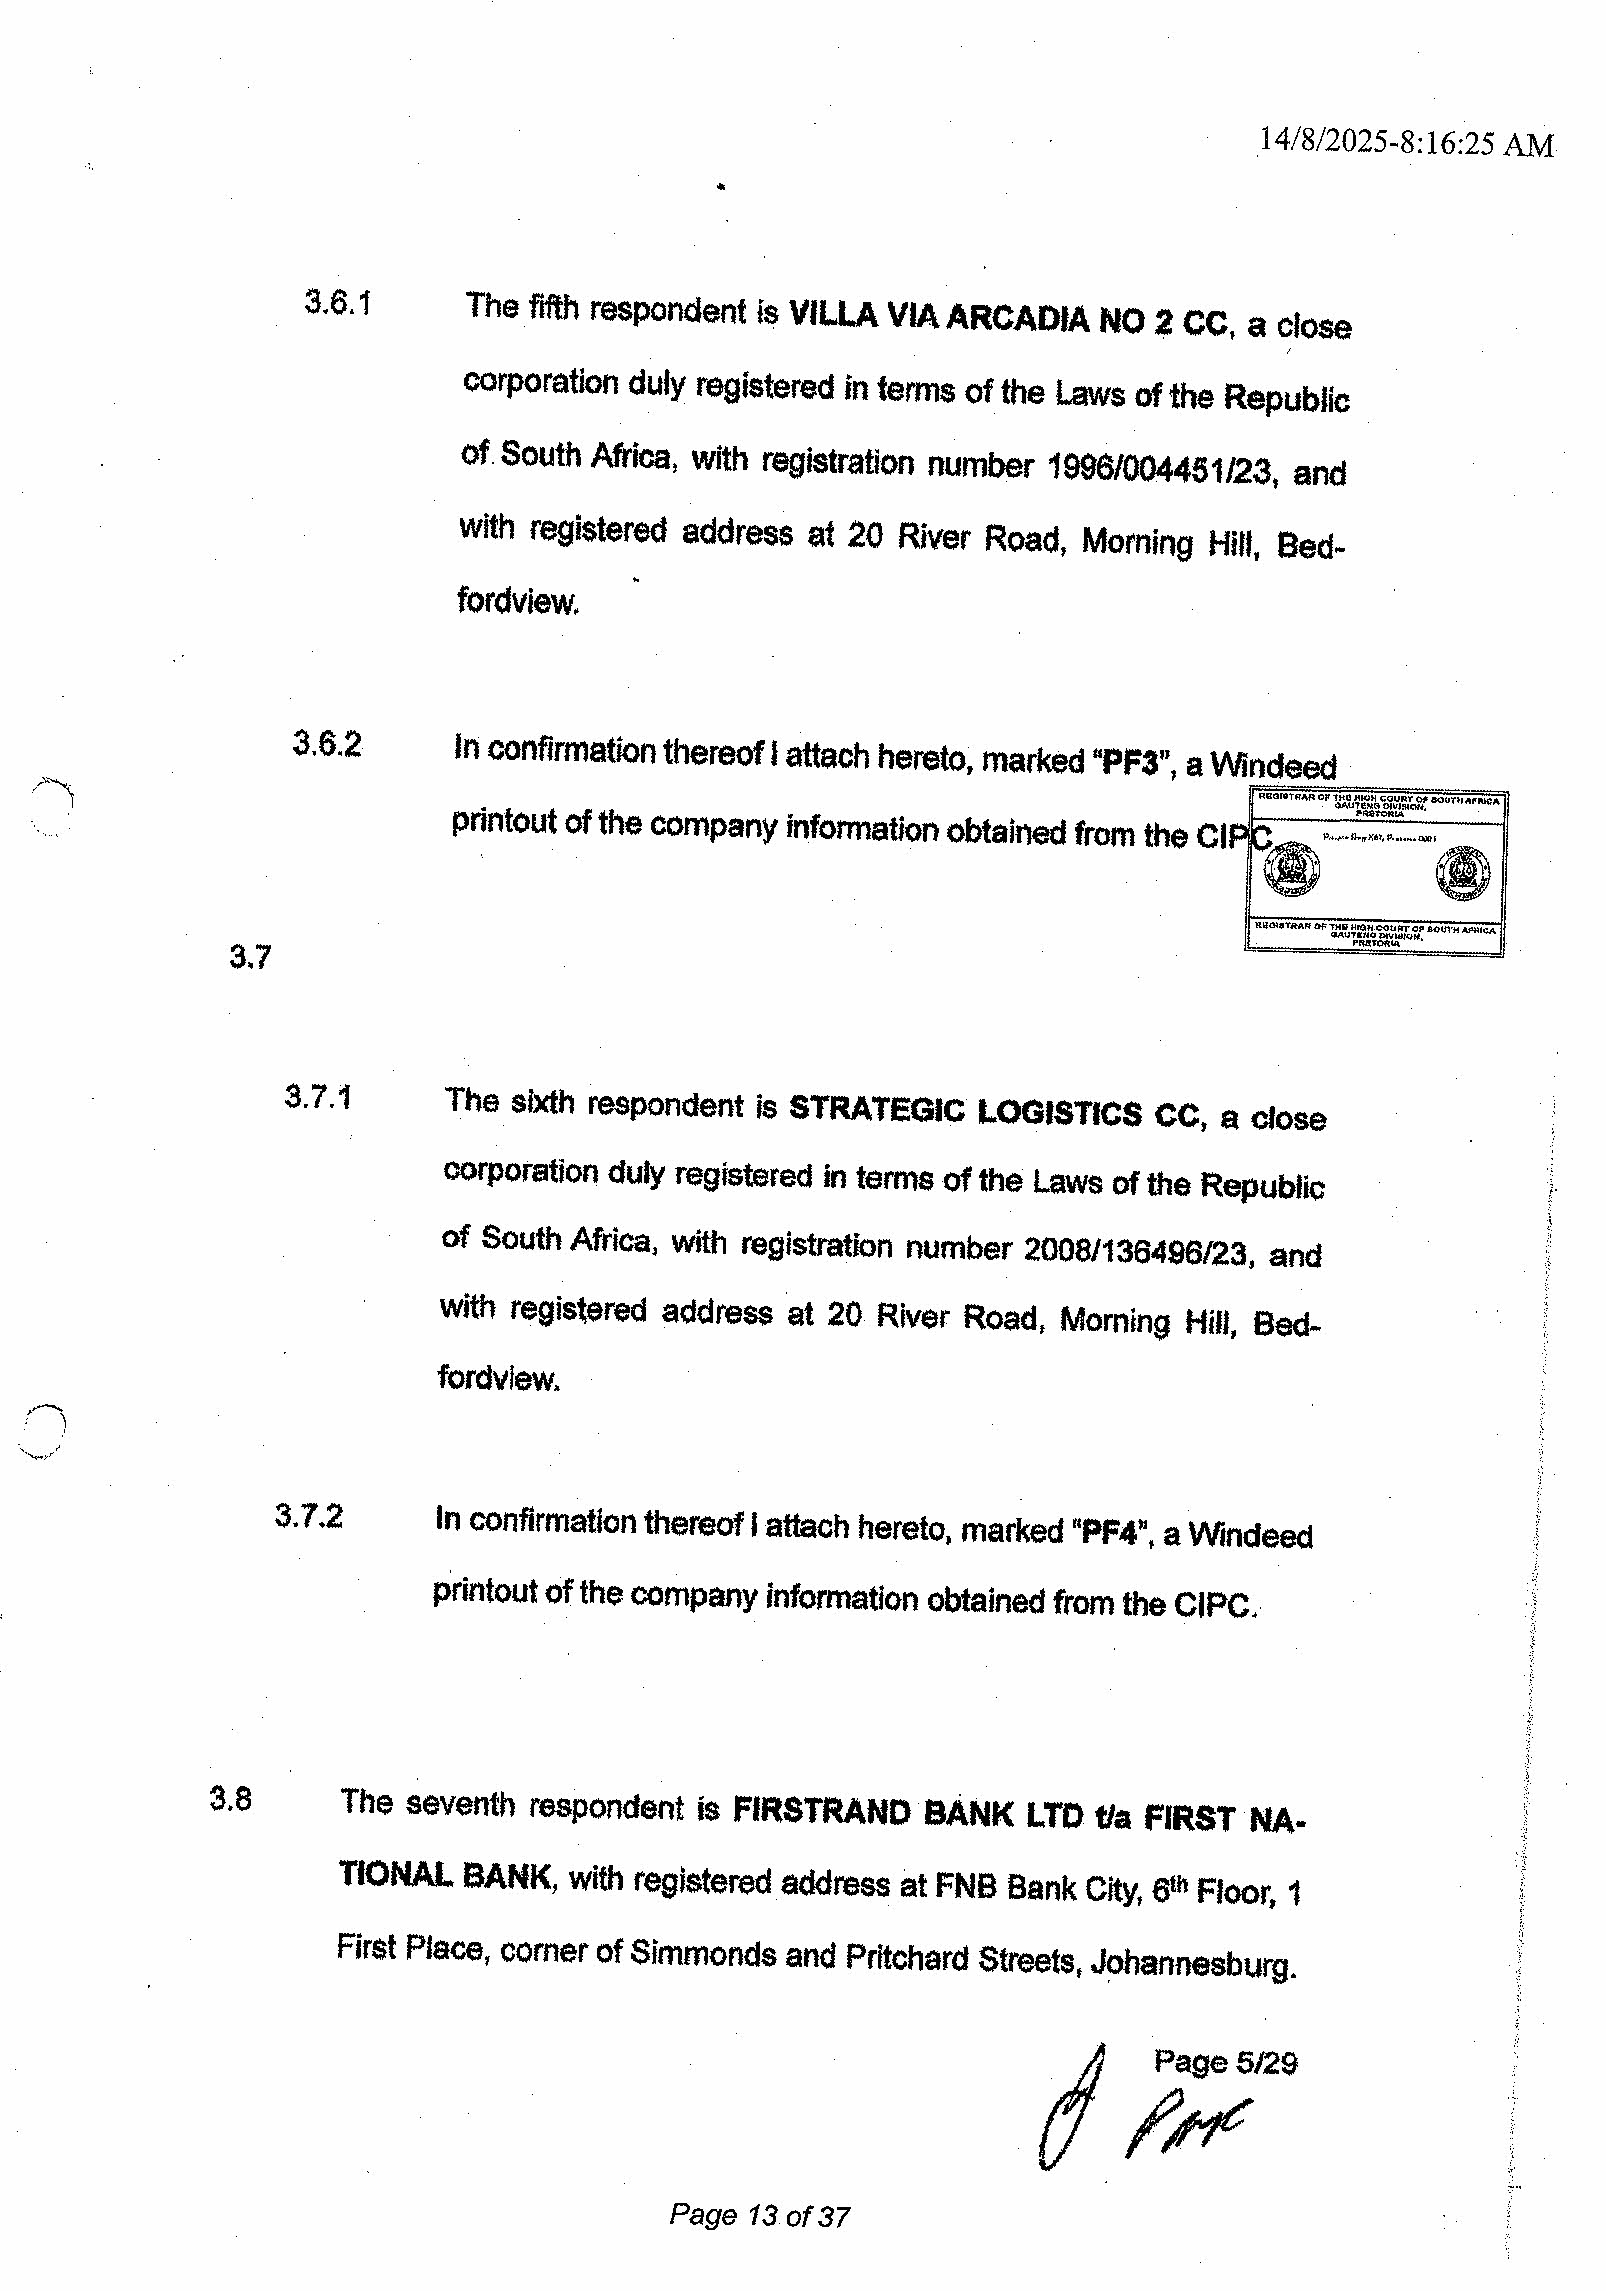 14/8/2025-8:16:25 AM
3.6.1 The fifth respondent is VILLA VIA ARCADIA NO 2 CC, a close
corporation duly registered in terms of the Laws of the Republic
of South Africa, with registration number 1996/004451/23, and
with registered address at 20 River Road, Morning Hill, Bed-
fordview.
3.6.2 In confirmation thereof I attach hereto, marked "PF3", a Windeed
printout of the company information obtained from the CIPC.
REGISTRAR OF THE HIGH COURT OF SOUTH AFRICA
GAUTENG DIVISION,
PRETORIA
REGISTRAR OF THE HIGH COURT OF SOUTH AFRICA
GAUTENG DIVISION,
PRETORIA
3.7
3.7.1 The sixth respondent is STRATEGIC LOGISTICS CC, a close
corporation duly registered in terms of the Laws of the Republic
of South Africa, with registration number 2008/136496/23, and
with registered address at 20 River Road, Morning Hill, Bed-
fordview.
3.7.2 In confirmation thereof I attach hereto, marked "PF4", a Windeed
printout of the company information obtained from the CIPC.
3.8 The seventh respondent is FIRSTRAND BANK LTD t/a FIRST NA-
TIONAL BANK, with registered address at FNB Bank City, 6th Floor, 1
First Place, corner of Simmonds and Pritchard Streets, Johannesburg.
Page 5/29
Page 13 of 37